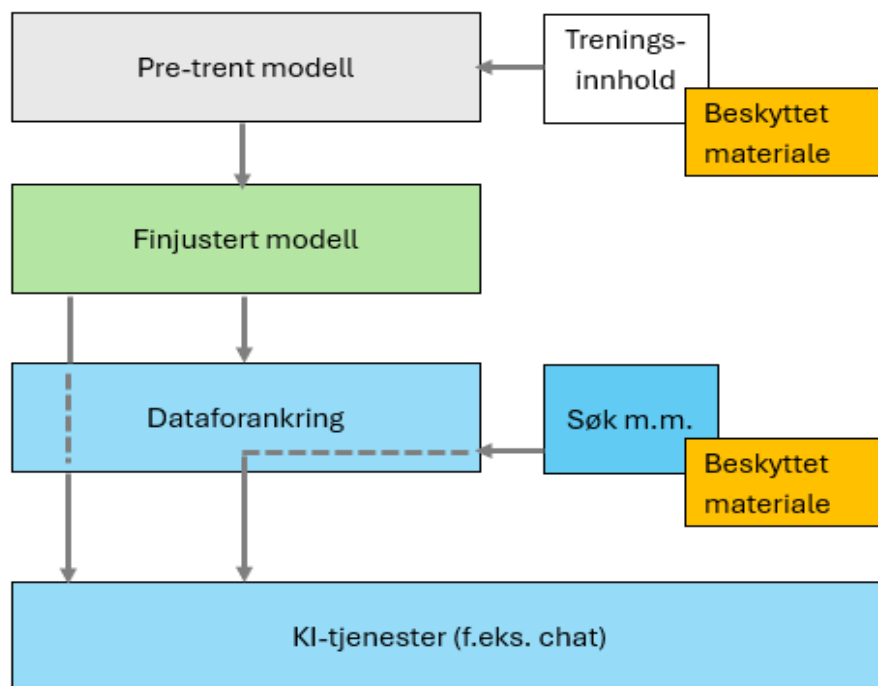 Pre-trent modell
Trenings-
innhold
Beskyttet
materiale
Finjustert modell
Dataforankring
Søk m.m.
Beskyttet
materiale
KI-tjenester (f.eks. chat)